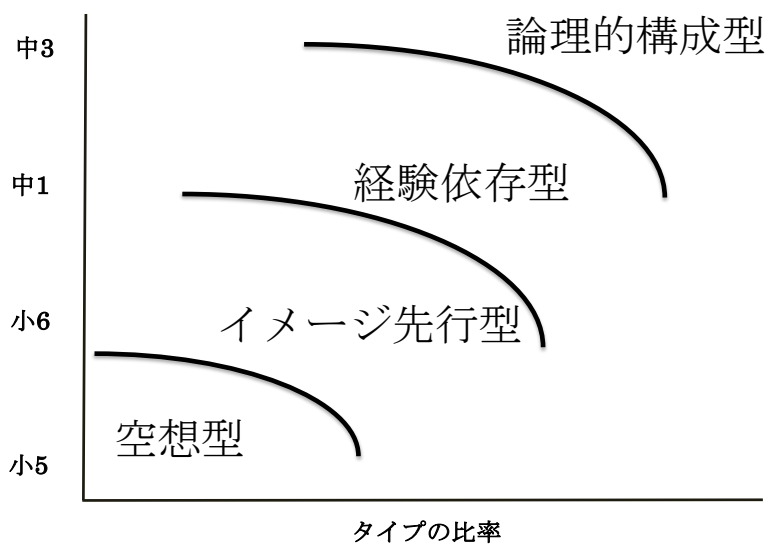 論理的構成型
中3
経験依存型
中1
イメージ先行型
小6
空想型
小5
タイプの比率